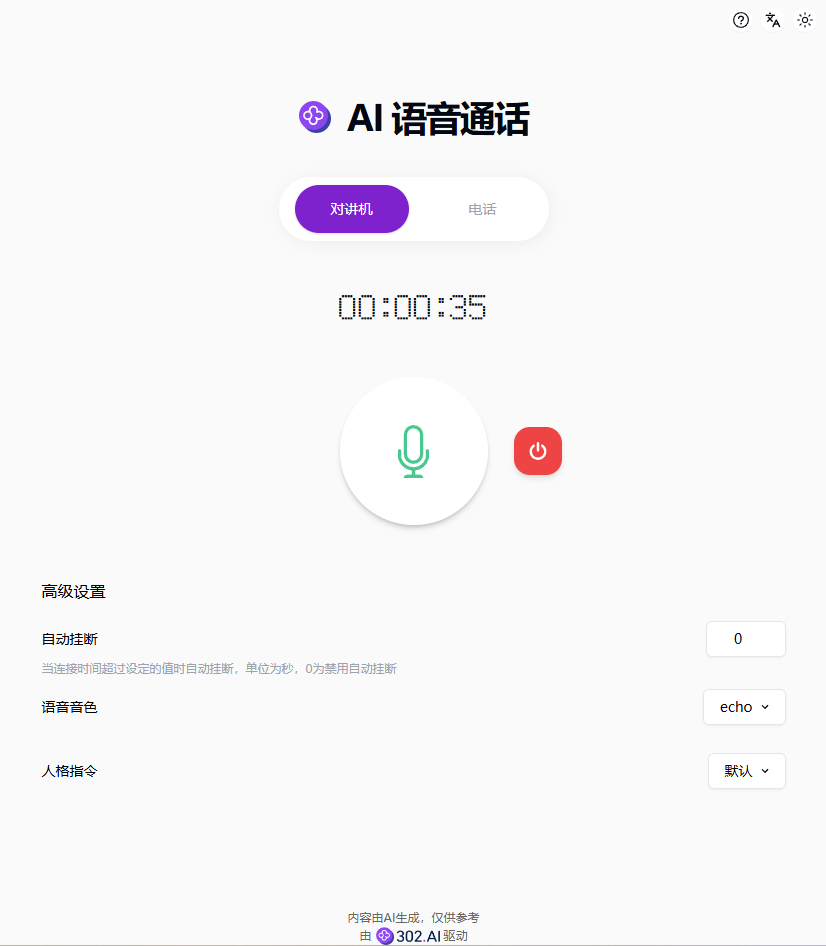 AI 语音通话
对讲机
电话
00:00:35
高级设置
自动挂断
0
当连接时间超过设定的值时自动挂断，单位为秒，0为禁用自动挂断
语音音色
echo
人格指令
默认
内容由AI生成，仅供参考
由 302.AI 驱动